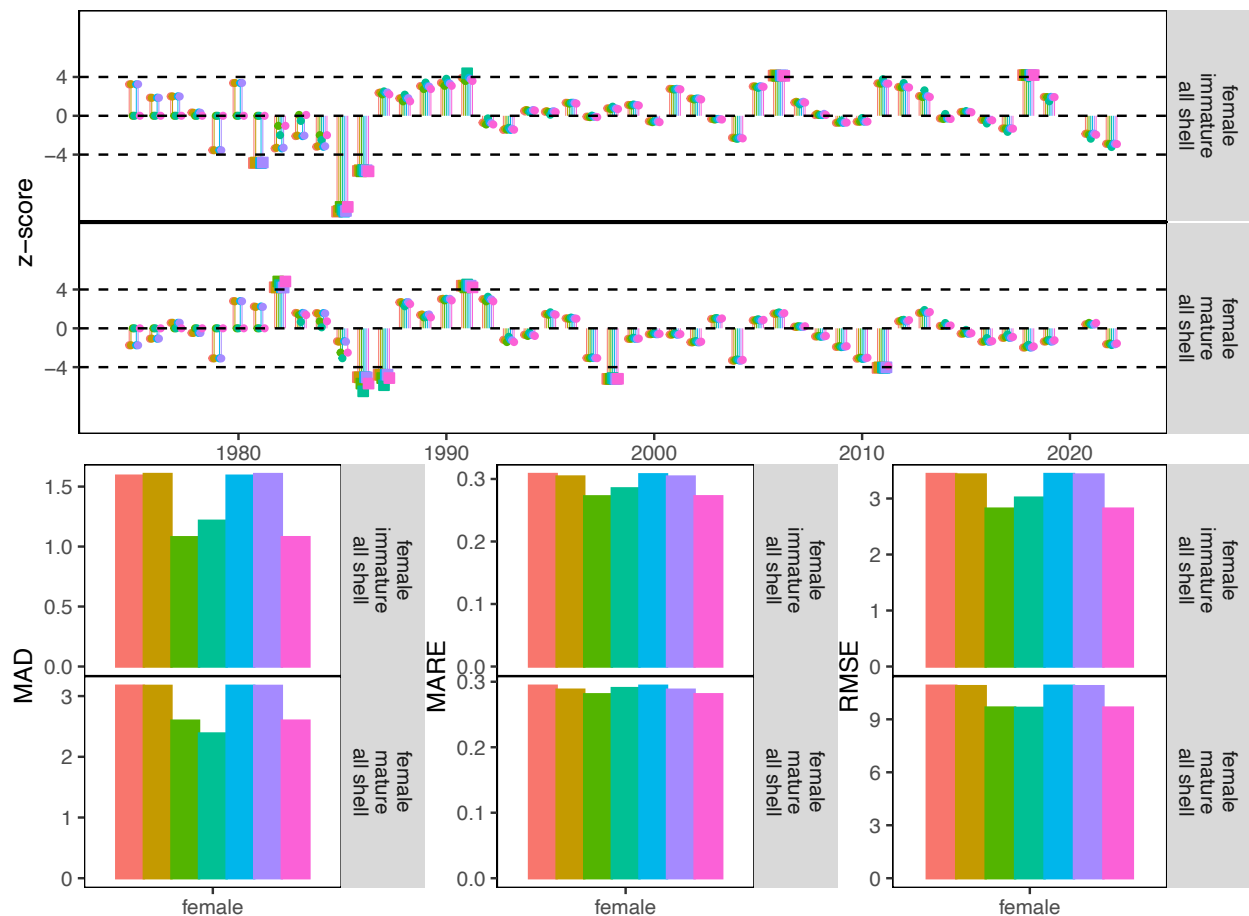 z−score
4
0
−4
female
immature
all shell
4
0
−4
female
mature
all shell
1980
1990
2000
2010
2020
MAD
1.5
1.0
0.5
0.0
female
immature
all shell
3
2
1
0
female
mature
all shell
female
MARE
0.3
0.2
0.1
0.0
female
immature
all shell
0.3
0.2
0.1
0.0
female
mature
all shell
female
RMSE
3
2
1
0
female
immature
all shell
9
6
3
0
female
mature
all shell
female